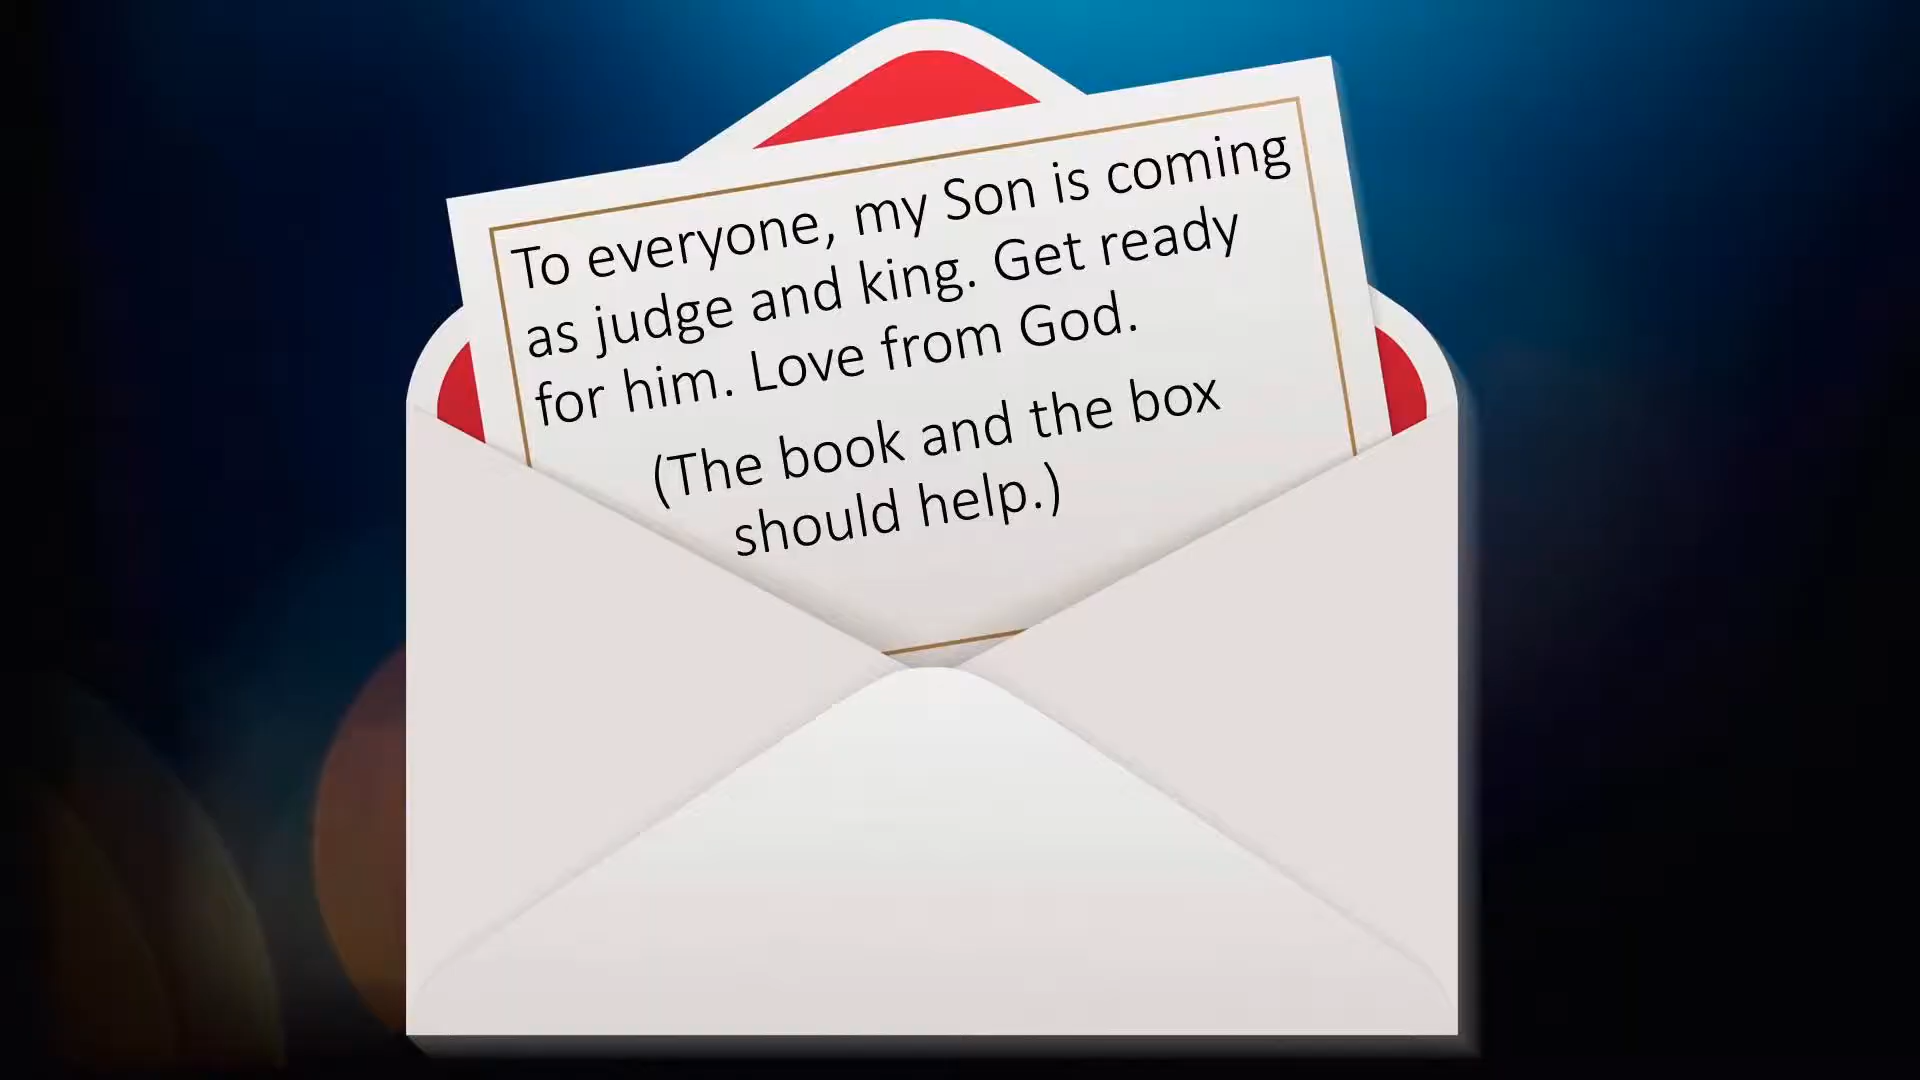 To everyone, my Son is coming
as judge and king. Get ready
for him. Love from God.
(The book and the box
should help.)